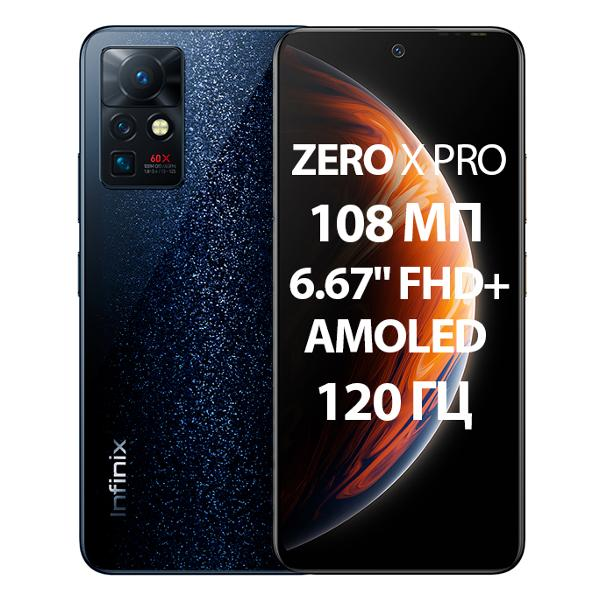 60X
Infinix
ZERO X PRO
108 МП
6.67" FHD+
AMOLED
120 ГЦ